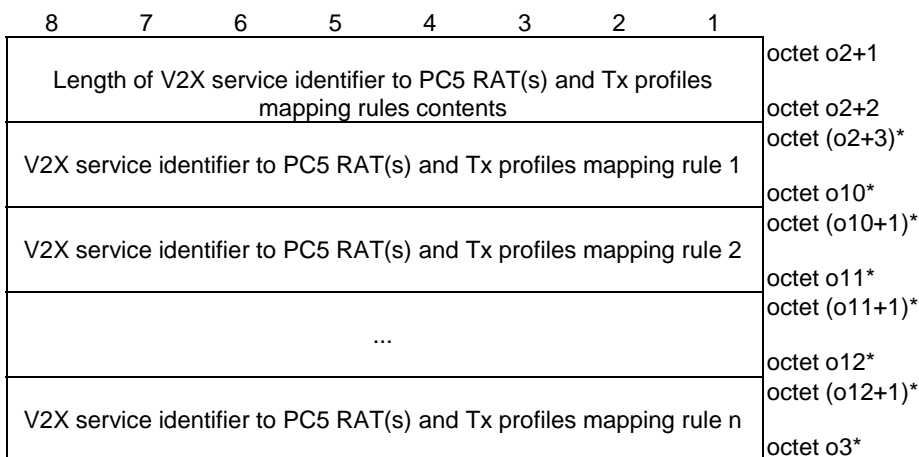 8 7 6 5 4 3 2 1
octet o2+1
Length of V2X service identifier to PC5 RAT(s) and Tx profiles
mapping rules contents
octet o2+2
octet (o2+3)*
V2X service identifier to PC5 RAT(s) and Tx profiles mapping rule 1
octet o10*
octet (o10+1)*
V2X service identifier to PC5 RAT(s) and Tx profiles mapping rule 2
octet o11*
octet (o11+1)*
...
octet o12*
octet (o12+1)*
V2X service identifier to PC5 RAT(s) and Tx profiles mapping rule n
octet o3*